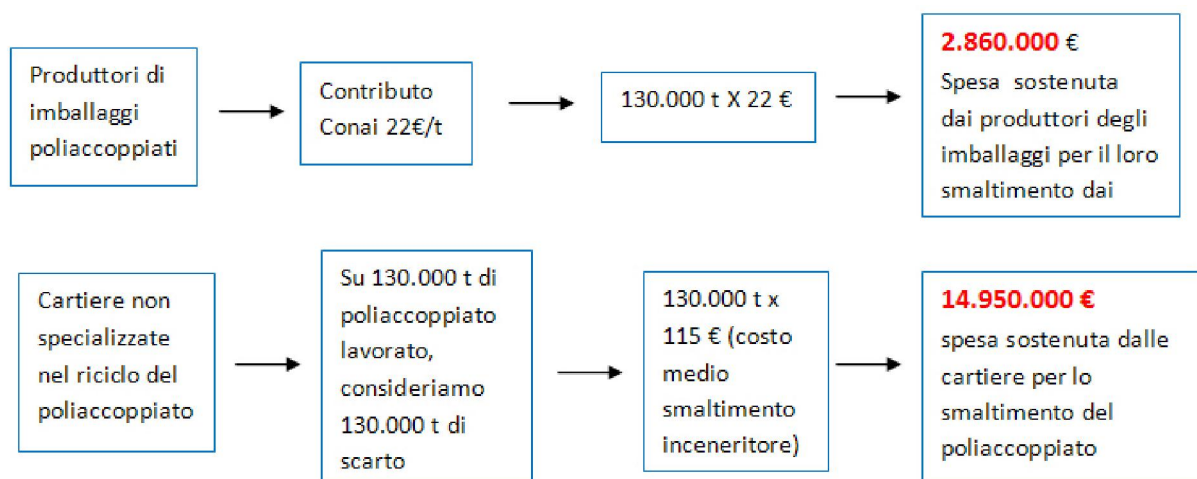 Produttori di
imballaggi
poliaccoppiati
Contributo
Conai 22€/t
130.000 t X 22 €
2.860.000 €
Spesa sostenuta
dai produttori degli
imballaggi per il loro
smaltimento dai
Cartiere non
specializzate
nel riciclo del
poliaccoppiato
Su 130.000 t di
poliaccoppiato
lavorato,
consideriamo
130.000 t di
scarto
130.000 t x
115 € (costo
medio
smaltimento
inceneritore)
14.950.000 €
spesa sostenuta dalle
cartiere per lo
smaltimento del
poliaccoppiato